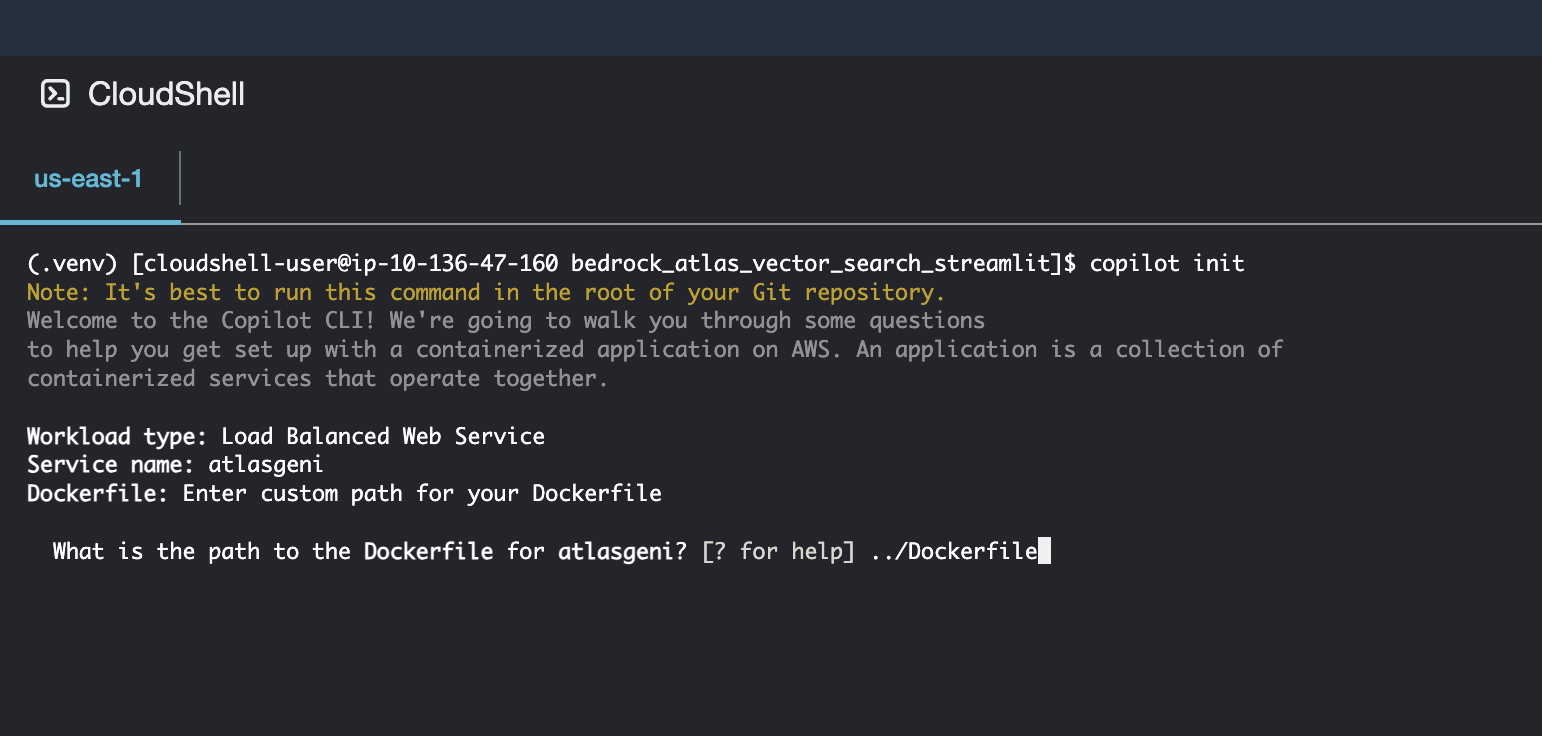 CloudShell
us-east-1
(.venv) [cloudshell-user@ip-10-136-47-160 bedrock_atlas_vector_search_streamlit]$ copilot init
Note: It's best to run this command in the root of your Git repository.
Welcome to the Copilot CLI! We're going to walk you through some questions
to help you get set up with a containerized application on AWS. An application is a collection of
containerized services that operate together.
Workload type: Load Balanced Web Service
Service name: atlasgeni
Dockerfile: Enter custom path for your Dockerfile
What is the path to the Dockerfile for atlasgeni? [? for help] ../Dockerfile